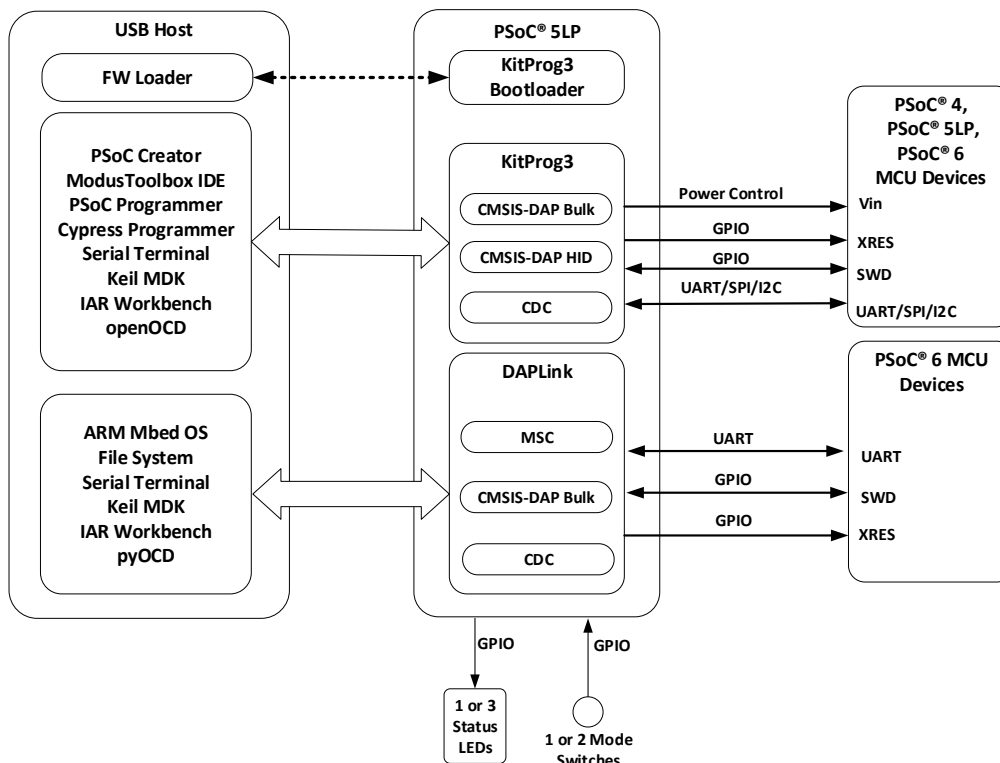 USB Host
FW Loader
PSoC Creator
ModusToolbox IDE
PSoC Programmer
Cypress Programmer
Serial Terminal
Keil MDK
IAR Workbench
openOCD
ARM Mbed OS
File System
Serial Terminal
Keil MDK
IAR Workbench
pyOCD
PSoC® 5LP
KitProg3
Bootloader
KitProg3
CMSIS-DAP Bulk
CMSIS-DAP HID
CDC
DAPLink
MSC
CMSIS-DAP Bulk
CDC
Power Control
GPIO
GPIO
UART/SPI/I2C
UART
GPIO
GPIO
PSoC® 4,
PSoC® 5LP,
PSoC® 6
MCU Devices
Vin
XRES
SWD
UART/SPI/I2C
PSoC® 6 MCU
Devices
UART
SWD
XRES
GPIO
GPIO
1 or 3
Status
LEDs
1 or 2 Mode
Switches